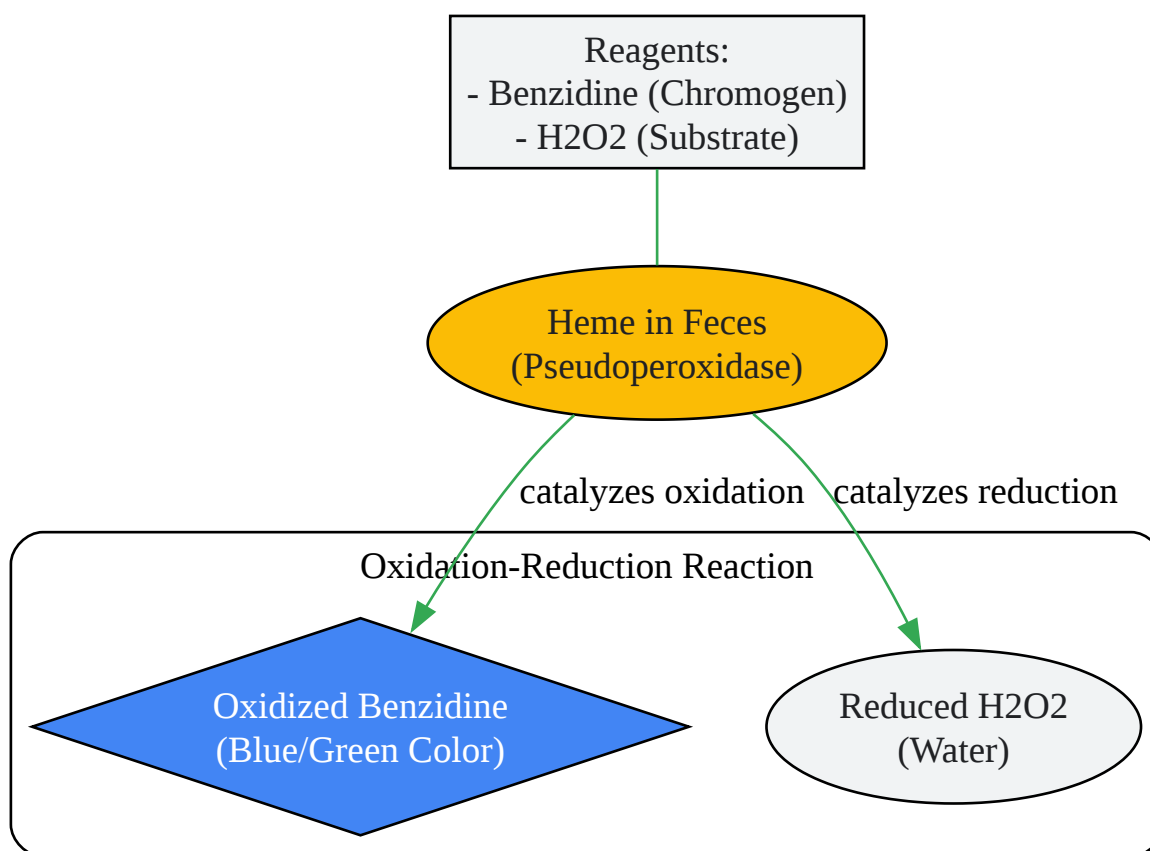 Reagents:
- Benzidine (Chromogen)
- H2O2 (Substrate)
Heme in Feces
(Pseudoperoxidase)
catalyzes oxidation
catalyzes reduction
Oxidation-Reduction Reaction
Oxidized Benzidine
(Blue/Green Color)
Reduced H2O2
(Water)